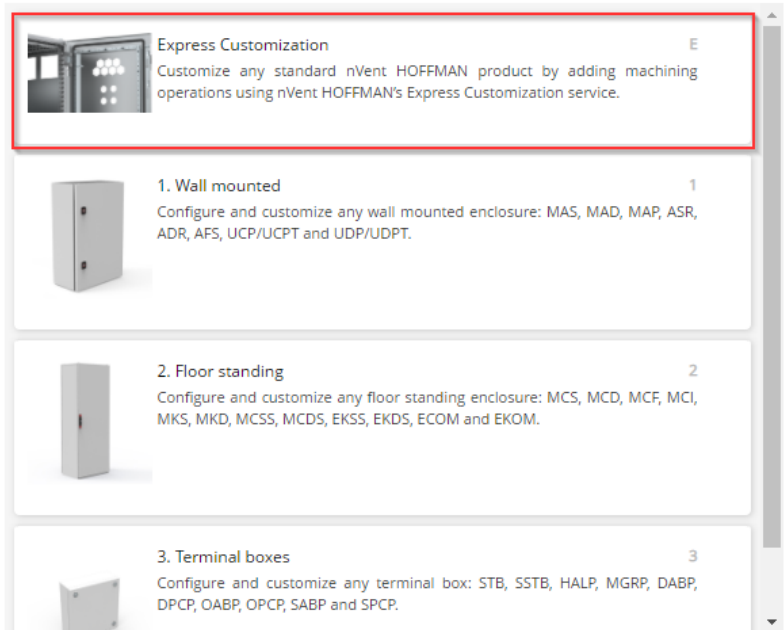 Express Customization
E
Customize any standard nVent HOFFMAN product by adding machining
operations using nVent HOFFMAN's Express Customization service.
1. Wall mounted
1
Configure and customize any wall mounted enclosure: MAS, MAD, MAP, ASR,
ADR, AFS, UCP/UCPT and UDP/UDPT.
2. Floor standing
2
Configure and customize any floor standing enclosure: MCS, MCD, MCF, MCI,
MKS, MKD, MCSS, MCDS, EKSS, EKDS, ECOM and EKOM.
3. Terminal boxes
3
Configure and customize any terminal box: STB, SSTB, HALP, MGRP, DABP,
DPCP, OABP, OPCP, SABP and SPCP.